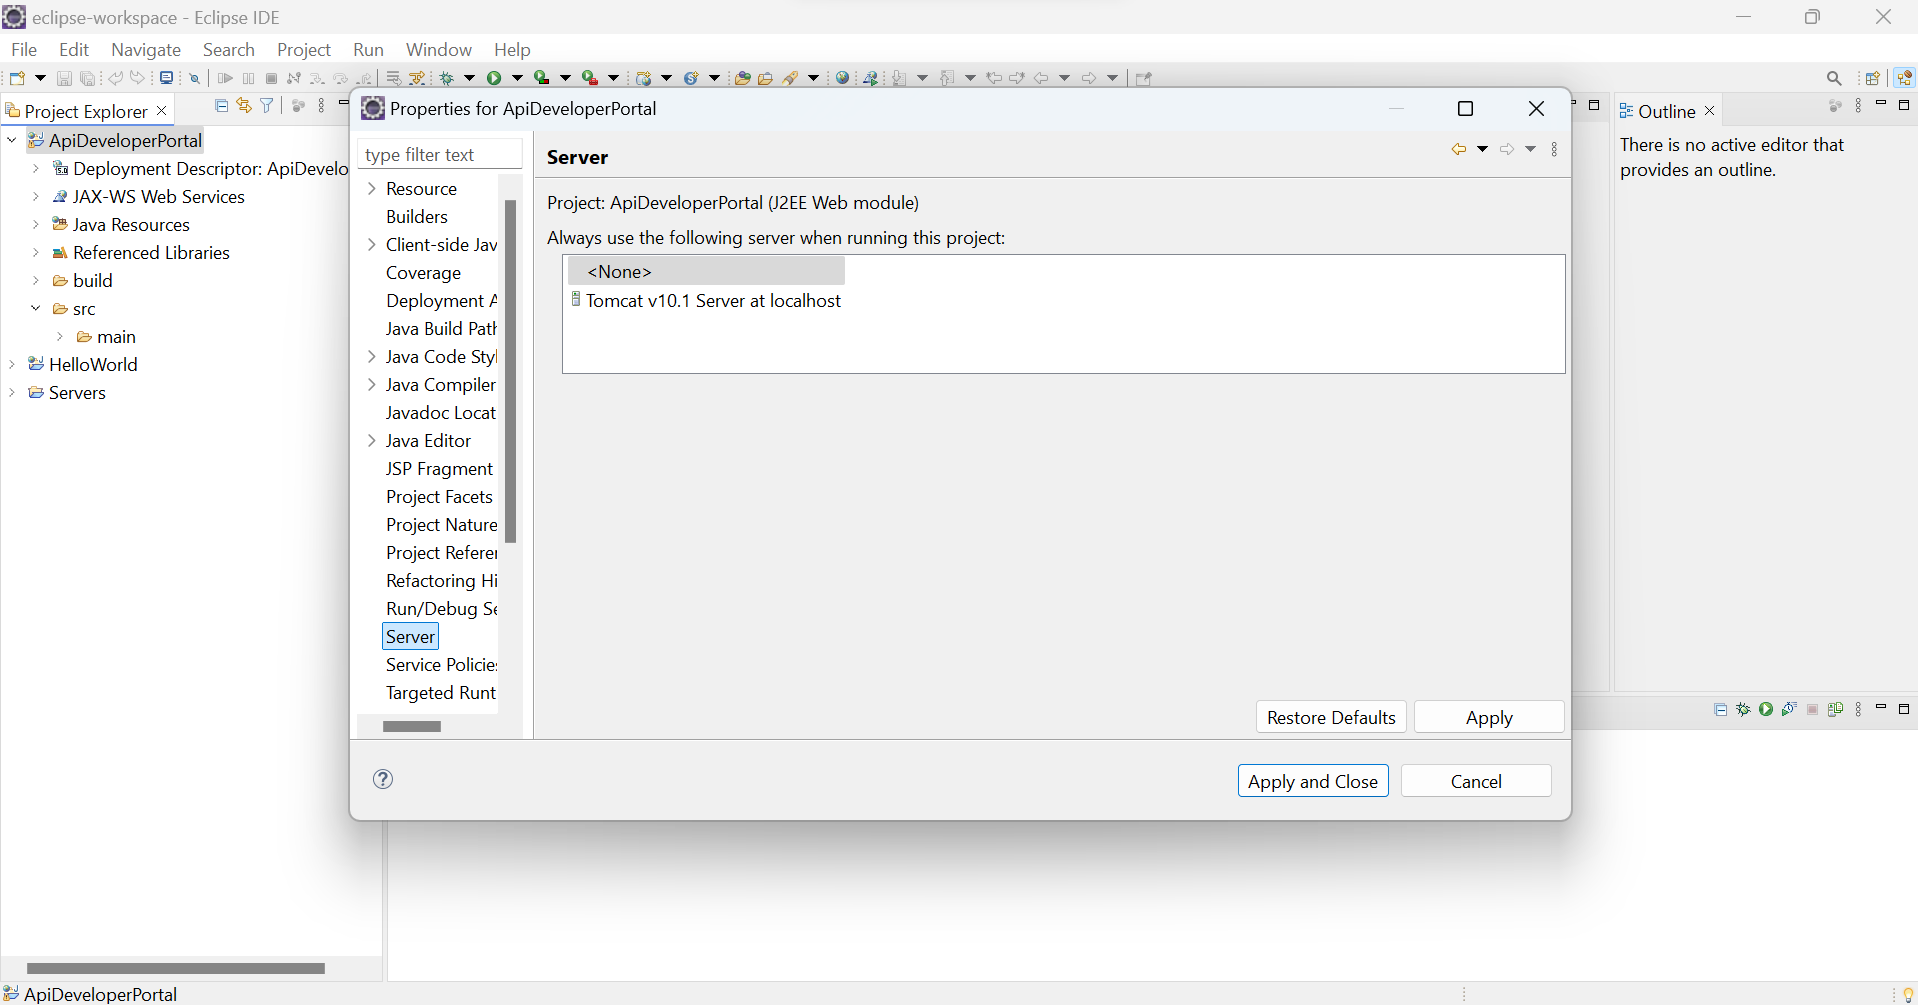 eclipse-workspace - Eclipse IDE
File Edit Navigate Search Project Run Window Help
Project Explorer
ApiDeveloperPortal
Deployment Descriptor: ApiDevelo
JAX-WS Web Services
Java Resources
Referenced Libraries
build
src
main
HelloWorld
Servers
Properties for ApiDeveloperPortal
type filter text
Resource
Builders
Client-side Jav
Coverage
Deployment A
Java Build Path
Java Code Styl
Java Compiler
Javadoc Locat
Java Editor
JSP Fragment
Project Facets
Project Nature
Project Referen
Refactoring Hi
Run/Debug Se
Server
Service Policies
Targeted Runt
Server
Project: ApiDeveloperPortal (J2EE Web module)
Always use the following server when running this project:
<None>
Tomcat v10.1 Server at localhost
Restore Defaults
Apply
Apply and Close
Cancel
Outline
There is no active editor that
provides an outline.
ApiDeveloperPortal